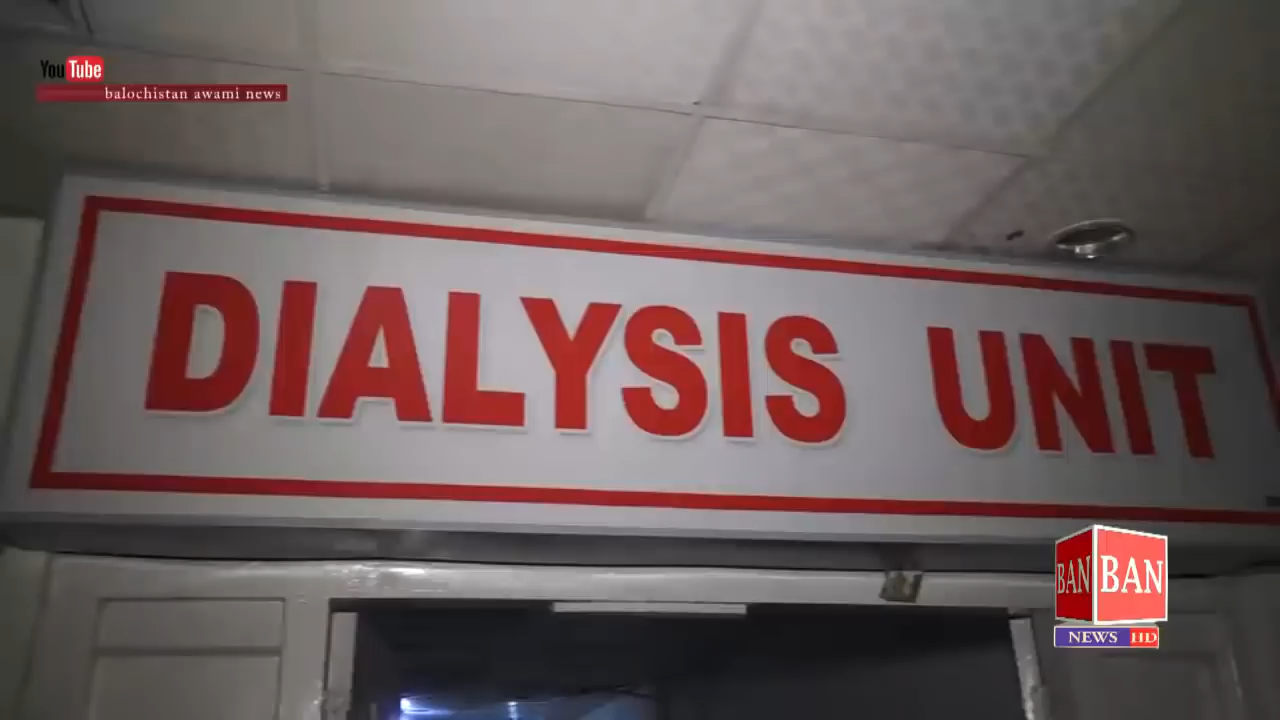 YouTube
balochistan awami news
DIALYSIS UNIT
BAN BAN
NEWS HD